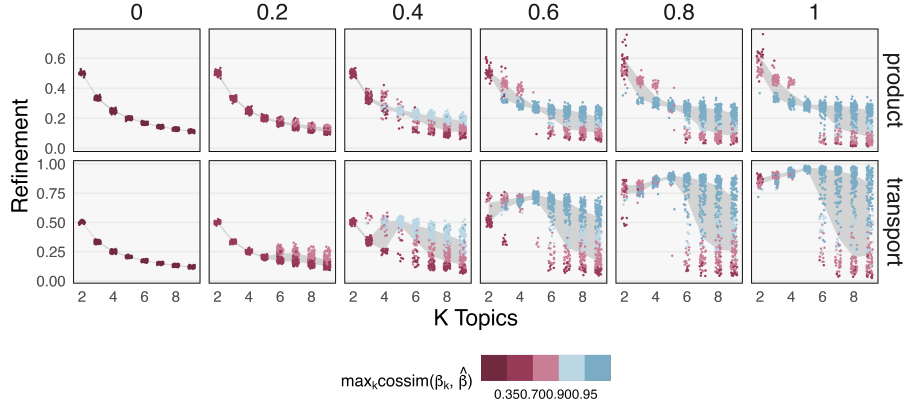 0 0.2 0.4 0.6 0.8 1
0.6
0.4
0.2
0.0
product
1.00
0.75
0.50
0.25
0.00
transport
Refinement
2 4 6 8 2 4 6 8 2 4 6 8 2 4 6 8 2 4 6 8 2 4 6 8
K Topics
maxₖcossim(βₖ, β̂)
0.350.700.900.95